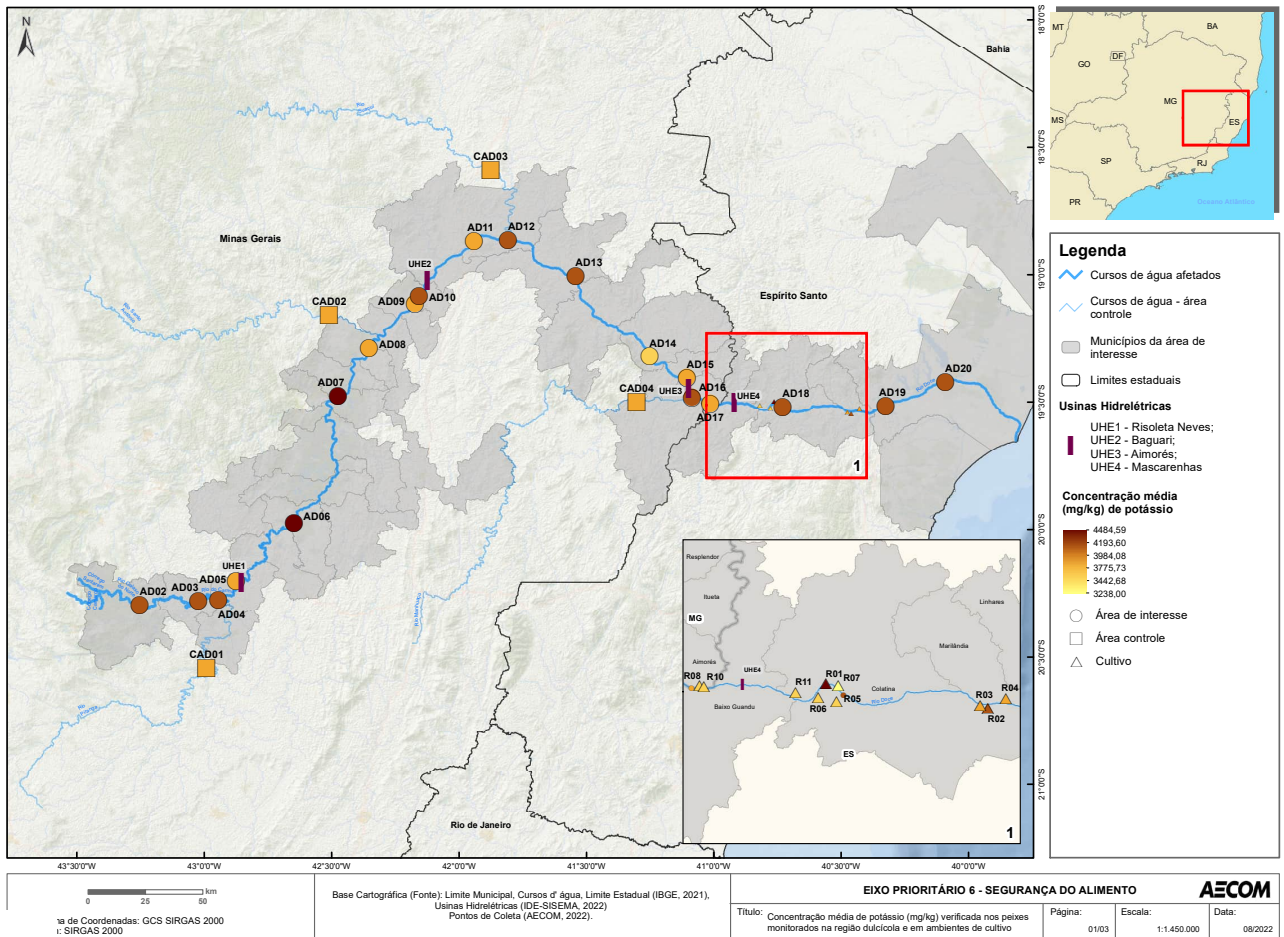 N
Bahia
Minas Gerais
Espírito Santo
Rio de Janeiro
CAD03
AD11
AD12
UHE2
AD13
AD09
AD10
CAD02
AD08
AD14
AD15
AD07
CAD04
UHE3
AD16
UHE4
AD17
AD18
AD19
AD20
1
AD06
UHE1
AD05
AD02
AD03
AD04
CAD01
Rio Doce
18°0'0"S
18°30'0"S
19°0'0"S
19°30'0"S
20°0'0"S
20°30'0"S
21°0'0"S
43°30'0"W
43°0'0"W
42°30'0"W
42°0'0"W
41°30'0"W
41°0'0"W
40°30'0"W
40°0'0"W
Resplendor
Itueta
MG
Linhares
Marilândia
Aimorés
UHE4
R08
R10
R11
R01
R07
Colatina
R03
R04
Baixo Guandu
R06
R05
Rio Doce
R02
ES
1
MT
BA
DF
GO
MG
MS
ES
SP
RJ
PR
Oceano Atlântico
Legenda
Cursos de água afetados
Cursos de água - área
controle
Municípios da área de
interesse
Limites estaduais
Usinas Hidrelétricas
UHE1 - Risoleta Neves;
UHE2 - Baguari;
UHE3 - Aimorés;
UHE4 - Mascarenhas
Concentração média
(mg/kg) de potássio
4484,59
4193,60
3984,08
3775,73
3442,68
3238,00
Área de interesse
Área controle
Cultivo
km
0 25 50
de Coordenadas: GCS SIRGAS 2000
: SIRGAS 2000
Base Cartográfica (Fonte): Limite Municipal, Cursos d' água, Limite Estadual (IBGE, 2021),
Usinas Hidrelétricas (IDE-SISEMA, 2022)
Pontos de Coleta (AECOM, 2022).
EIXO PRIORITÁRIO 6 - SEGURANÇA DO ALIMENTO
AECOM
Título:
Concentração média de potássio (mg/kg) verificada nos peixes
monitorados na região dulcícola e em ambientes de cultivo
Página:
01/03
Escala:
1:1.450.000
Data:
08/2022